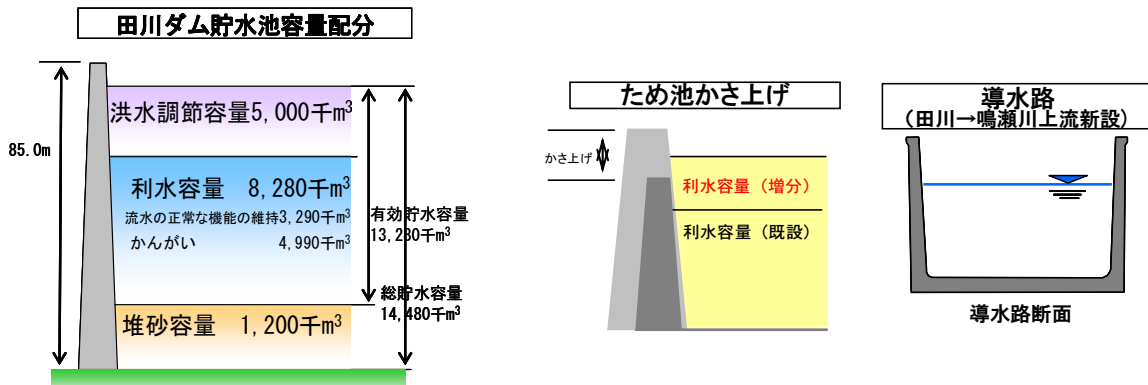 田川ダム貯水池容量配分
洪水調節容量5,000千m³
85.0m
利水容量 8,280千m³
流水の正常な機能の維持3,290千m³
かんがい 4,990千m³
有効貯水容量
13,280千m³
総貯水容量
14,480千m³
堆砂容量 1,200千m³
ため池かさ上げ
かさ上げ
利水容量（増分）
利水容量（既設）
導水路
（田川→鳴瀬川上流新設）
導水路断面